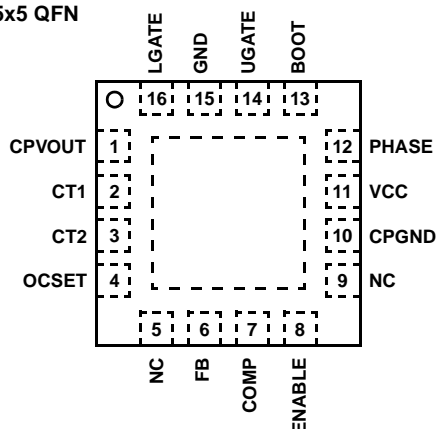 5x5 QFN
LGATE
GND
UGATE
BOOT
16
15
14
13
CPVOUT 1
12 PHASE
CT1 2
11 VCC
CT2 3
10 CPGND
OCSET 4
9 NC
5
6
7
8
NC
FB
COMP
ENABLE